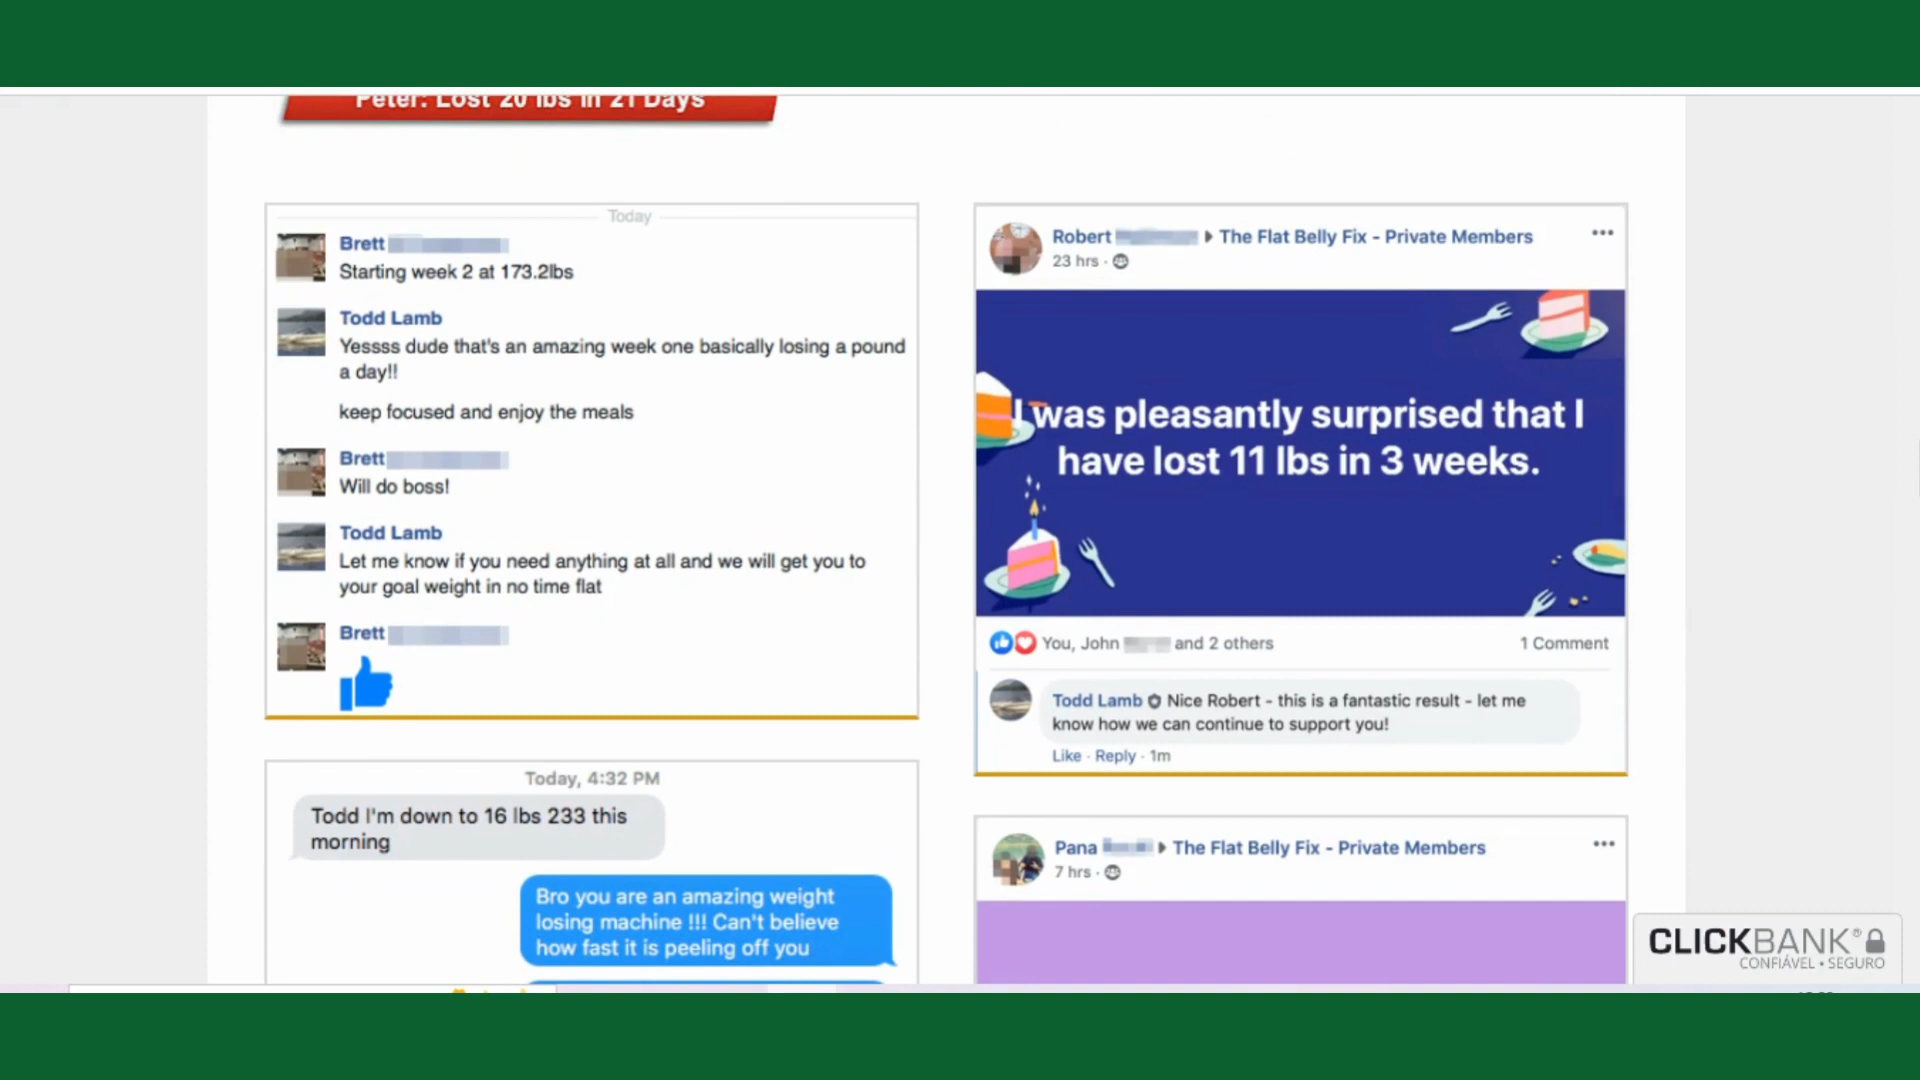 Peter: Lost 20 lbs in 21 Days
Today
Brett
Starting week 2 at 173.2lbs
Todd Lamb
Yessss dude that's an amazing week one basically losing a pound
a day!!
keep focused and enjoy the meals
Brett
Will do boss!
Todd Lamb
Let me know if you need anything at all and we will get you to
your goal weight in no time flat
Brett
Today, 4:32 PM
Todd I'm down to 16 lbs 233 this
morning
Bro you are an amazing weight
losing machine !!! Can't believe
how fast it is peeling off you
Robert The Flat Belly Fix - Private Members
23 hrs ·
I was pleasantly surprised that I
have lost 11 lbs in 3 weeks.
You, John and 2 others 1 Comment
Todd Lamb Nice Robert - this is a fantastic result - let me
know how we can continue to support you!
Like · Reply · 1m
Pana The Flat Belly Fix - Private Members
7 hrs ·
CLICKBANK®
CONFIÁVEL • SEGURO